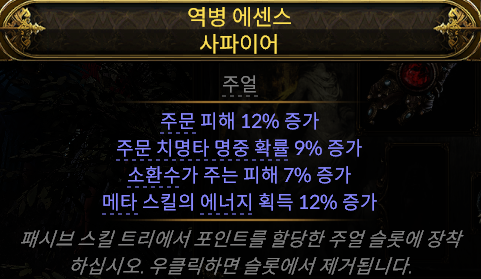 역병 에센스
사파이어
주얼
주문 피해 12% 증가
주문 치명타 명중 확률 9% 증가
소환수가 주는 피해 7% 증가
메타 스킬의 에너지 획득 12% 증가
패시브 스킬 트리에서 포인트를 할당한 주얼 슬롯에 장착
하십시오. 우클릭하면 슬롯에서 제거됩니다.